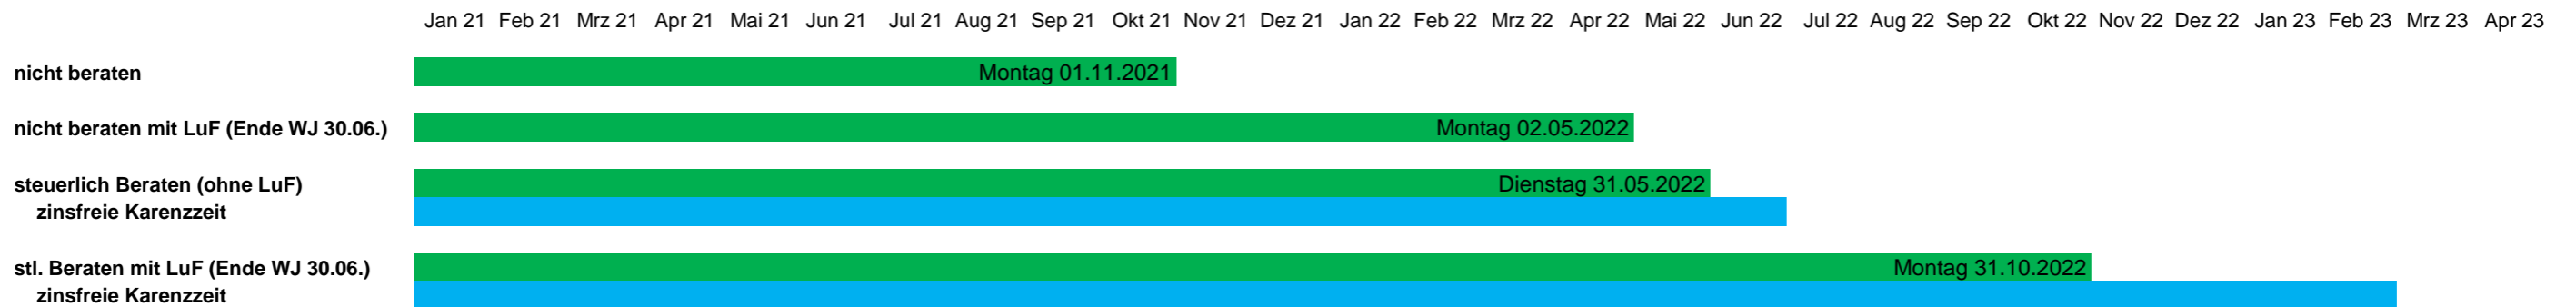 Jan 21 Feb 21 Mrz 21 Apr 21 Mai 21 Jun 21 Jul 21 Aug 21 Sep 21 Okt 21 Nov 21 Dez 21 Jan 22 Feb 22 Mrz 22 Apr 22 Mai 22 Jun 22 Jul 22 Aug 22 Sep 22 Okt 22 Nov 22 Dez 22 Jan 23 Feb 23 Mrz 23 Apr 23
nicht beraten Montag 01.11.2021
nicht beraten mit LuF (Ende WJ 30.06.) Montag 02.05.2022
steuerlich Beraten (ohne LuF) Dienstag 31.05.2022
zinsfreie Karenzzeit
stl. Beraten mit LuF (Ende WJ 30.06.) Montag 31.10.2022
zinsfreie Karenzzeit